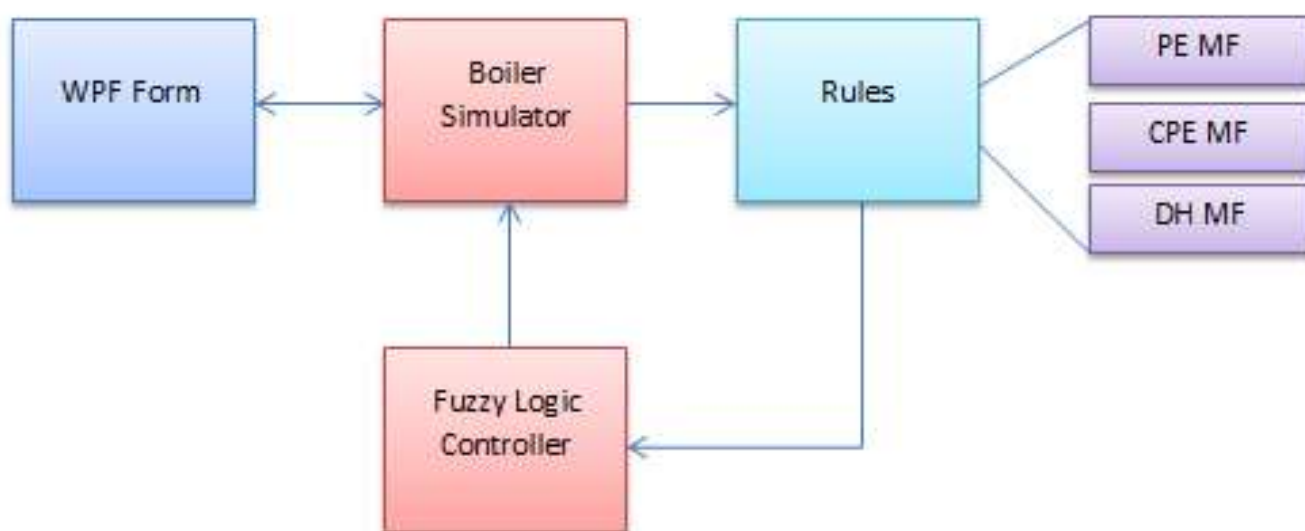 WPF Form
Boiler
Simulator
Rules
PE MF
CPE MF
DH MF
Fuzzy Logic
Controller